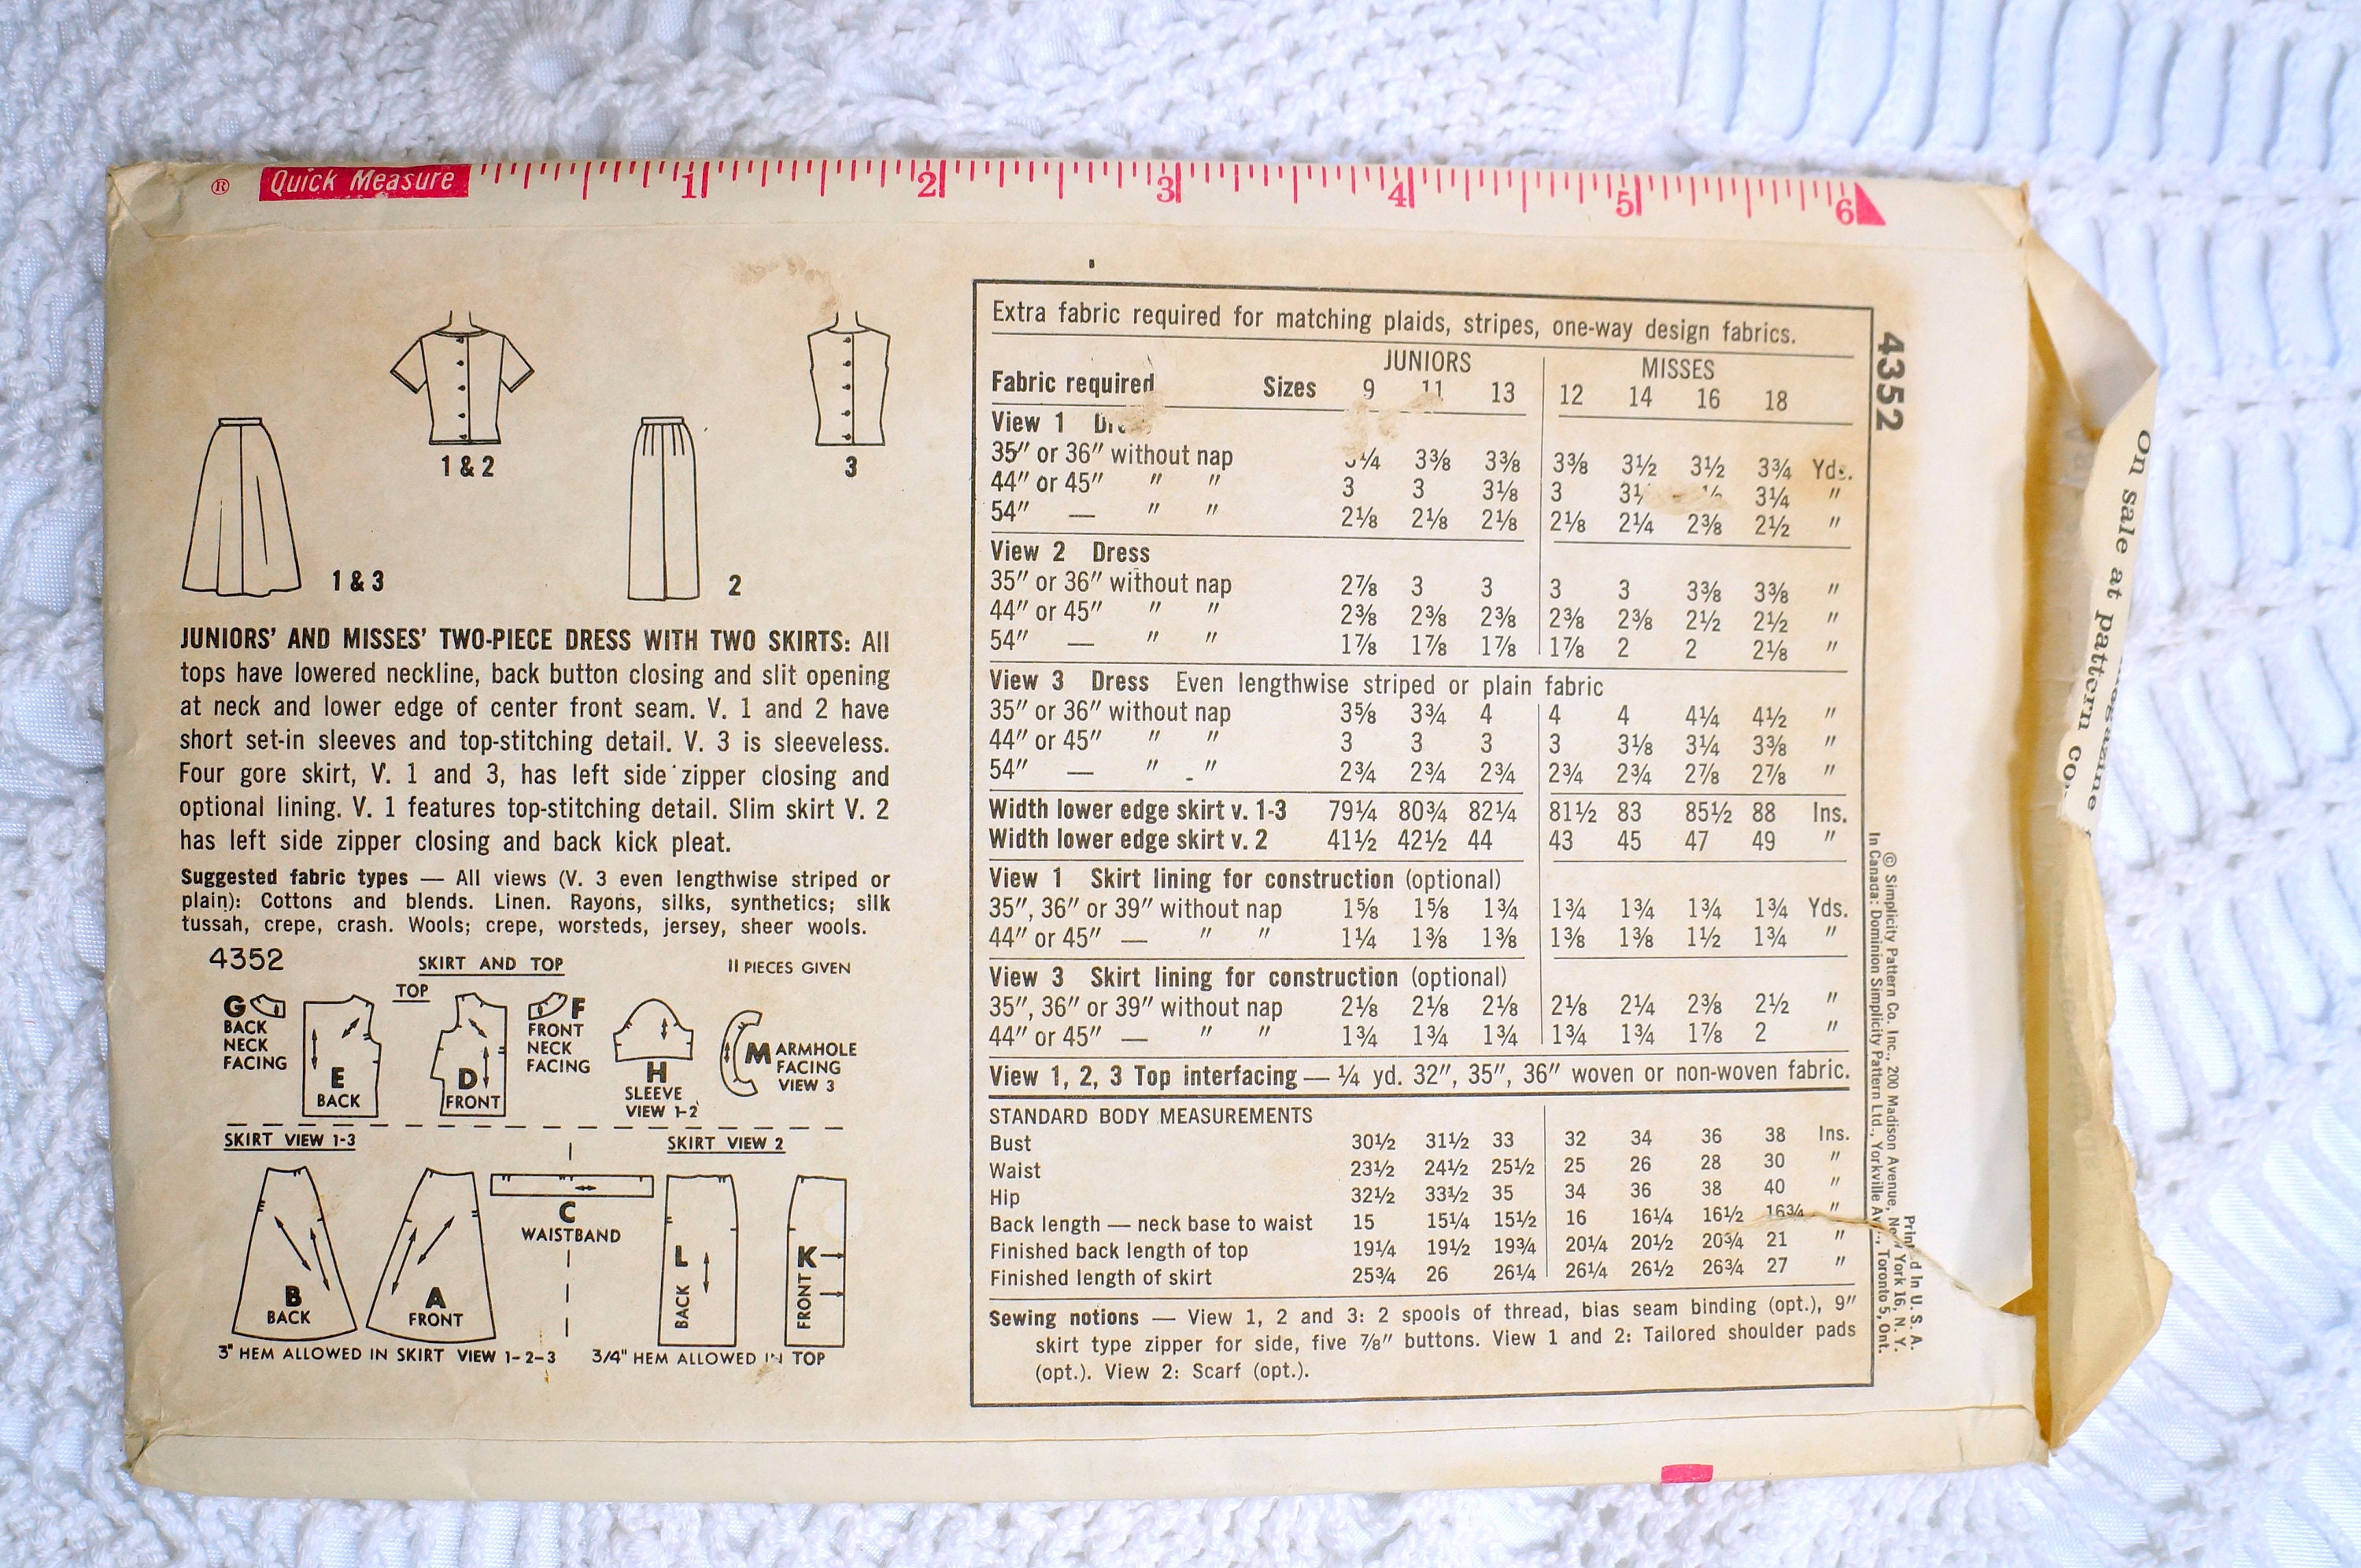 ® Quick Measure 1 2 3 4 5 6
1 & 2
3
1 & 3
2
JUNIORS' AND MISSES' TWO-PIECE DRESS WITH TWO SKIRTS: All
tops have lowered neckline, back button closing and slit opening
at neck and lower edge of center front seam. V. 1 and 2 have
short set-in sleeves and top-stitching detail. V. 3 is sleeveless.
Four gore skirt, V. 1 and 3, has left side zipper closing and
optional lining. V. 1 features top-stitching detail. Slim skirt V. 2
has left side zipper closing and back kick pleat.
Suggested fabric types — All views (V. 3 even lengthwise striped or
plain): Cottons and blends. Linen. Rayons, silks, synthetics; silk
tussah, crepe, crash. Wools; crepe, worsteds, jersey, sheer wools.
4352 SKIRT AND TOP 11 PIECES GIVEN
TOP
G
BACK
NECK
FACING
E
BACK
D
FRONT
F
FRONT
NECK
FACING
H
SLEEVE
VIEW 1-2
M ARMHOLE
FACING
VIEW 3
SKIRT VIEW 1-3
SKIRT VIEW 2
B
BACK
A
FRONT
C
WAISTBAND
L
BACK
K
FRONT
3" HEM ALLOWED IN SKIRT VIEW 1-2-3 3/4" HEM ALLOWED IN TOP
Extra fabric required for matching plaids, stripes, one-way design fabrics.
JUNIORS MISSES
Fabric required Sizes 9 11 13 12 14 16 18
View 1
35" or 36" without nap 3⅜ 3⅜ 3⅜ 3½ 3½ 3¾ Yds.
44" or 45" " " 3 3 3⅛ 3 3¼ "
54" — " " 2⅛ 2⅛ 2⅛ 2⅛ 2¼ 2⅜ 2½ "
View 2 Dress
35" or 36" without nap 2⅞ 3 3 3 3 3⅜ 3⅜ "
44" or 45" " " 2⅜ 2⅜ 2⅜ 2⅜ 2⅜ 2½ 2½ "
54" — " " 1⅞ 1⅞ 1⅞ 1⅞ 2 2 2⅛ "
View 3 Dress Even lengthwise striped or plain fabric
35" or 36" without nap 3⅝ 3¾ 4 4 4 4¼ 4½ "
44" or 45" " " 3 3 3 3 3⅛ 3¼ 3⅜ "
54" — " " 2¾ 2¾ 2¾ 2¾ 2¾ 2⅞ 2⅞ "
Width lower edge skirt v. 1-3 79¼ 80¾ 82¼ 81½ 83 85½ 88 Ins.
Width lower edge skirt v. 2 41½ 42½ 44 43 45 47 49 "
View 1 Skirt lining for construction (optional)
35", 36" or 39" without nap 1⅝ 1⅝ 1¾ 1¾ 1¾ 1¾ 1¾ Yds.
44" or 45" — " " 1¼ 1⅜ 1⅜ 1⅜ 1⅜ 1½ 1¾ "
View 3 Skirt lining for construction (optional)
35", 36" or 39" without nap 2⅛ 2⅛ 2⅛ 2⅛ 2¼ 2⅜ 2½ "
44" or 45" — " " 1¾ 1¾ 1¾ 1¾ 1¾ 1⅞ 2 "
View 1, 2, 3 Top interfacing — ¼ yd. 32", 35", 36" woven or non-woven fabric.
STANDARD BODY MEASUREMENTS
Bust 30½ 31½ 33 32 34 36 38 Ins.
Waist 23½ 24½ 25½ 25 26 28 30 "
Hip 32½ 33½ 35 34 36 38 40 "
Back length — neck base to waist 15 15¼ 15½ 16 16¼ 16½ 16¾ "
Finished back length of top 19¼ 19½ 19¾ 20¼ 20½ 20¾ 21 "
Finished length of skirt 25¾ 26 26¼ 26¼ 26½ 26¾ 27 "
Sewing notions — View 1, 2 and 3: 2 spools of thread, bias seam binding (opt.), 9"
skirt type zipper for side, five ⅞" buttons. View 1 and 2: Tailored shoulder pads
(opt.). View 2: Scarf (opt.).
4352
© Simplicity Pattern Co. Inc., 200 Madison Avenue, New York 16, N. Y.
In Canada: Dominion Simplicity Pattern Ltd., Yorkville Toronto 5, Ont.
Printed In U. S. A.
On sale at pattern